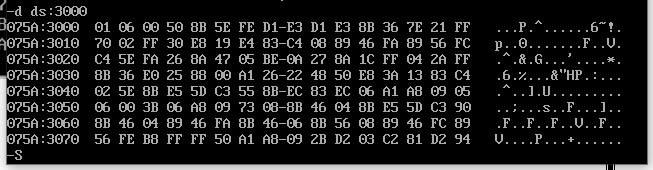 -d ds:3000
075A:3000 01 06 00 50 8B 5E FE D1-E3 D1 E3 8B 36 7E 21 FF ...P.^......6~!.
075A:3010 70 02 FF 30 E8 19 E4 83-C4 08 89 46 FA 89 56 FC p..0.......F..V.
075A:3020 C4 5E FA 26 8A 47 05 BE-0A 27 8A 1C FF 04 2A FF .^.&.G...'....*.
075A:3030 8B 36 E0 25 88 00 A1 26-22 48 50 E8 3A 13 83 C4 .6.%...&"HP.:...
075A:3040 02 5E 8B E5 5D C3 55 8B-EC 83 EC 06 A1 A8 09 05 .^..].U.........
075A:3050 06 00 3B 06 A8 09 73 08-8B 46 04 8B E5 5D C3 90 ..;...s..F...]..
075A:3060 8B 46 04 89 46 FA 8B 46-06 8B 56 08 89 46 FC 89 .F..F..F..V..F..
075A:3070 56 FE B8 FF FF 50 A1 A8-09 2B D2 03 C2 81 D2 94 V....P...+......
-S